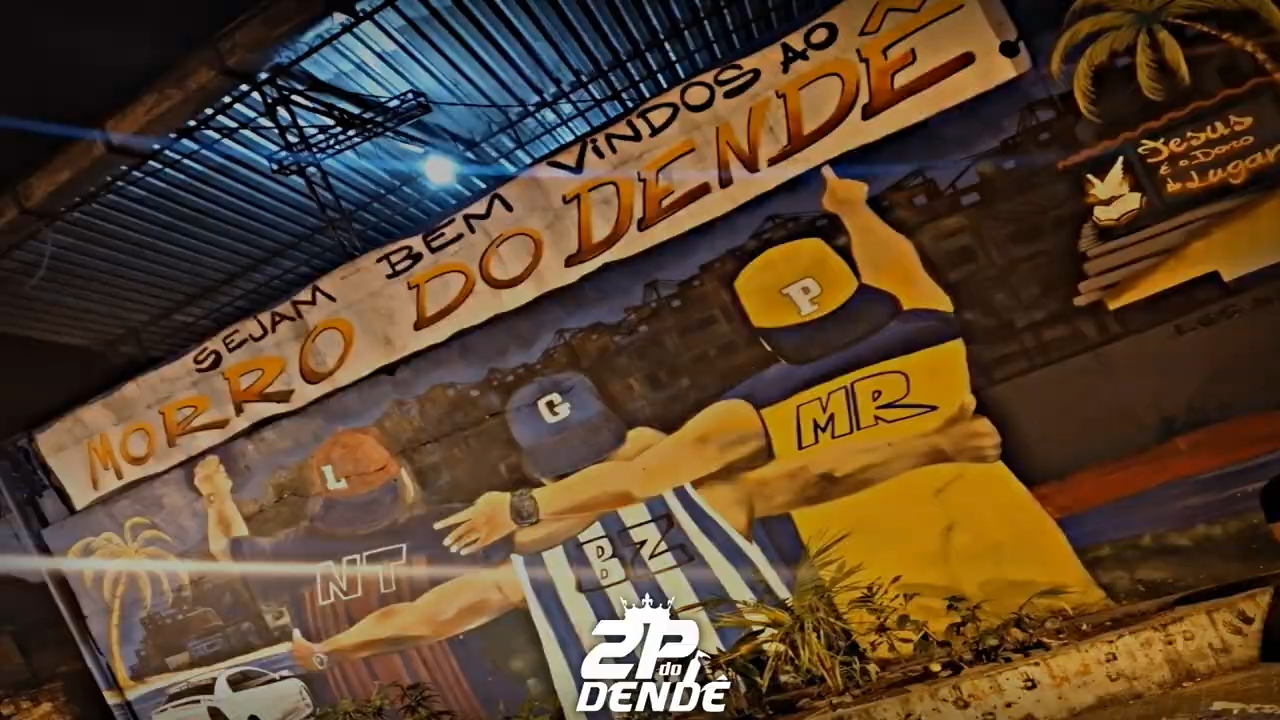 SEJAM BEM VINDOS AO
MORRO DO DENDÊ
Jesus
é o Dono
do Lugar
P
MR
G
BZ
L
NT
2P do
DENDÊ